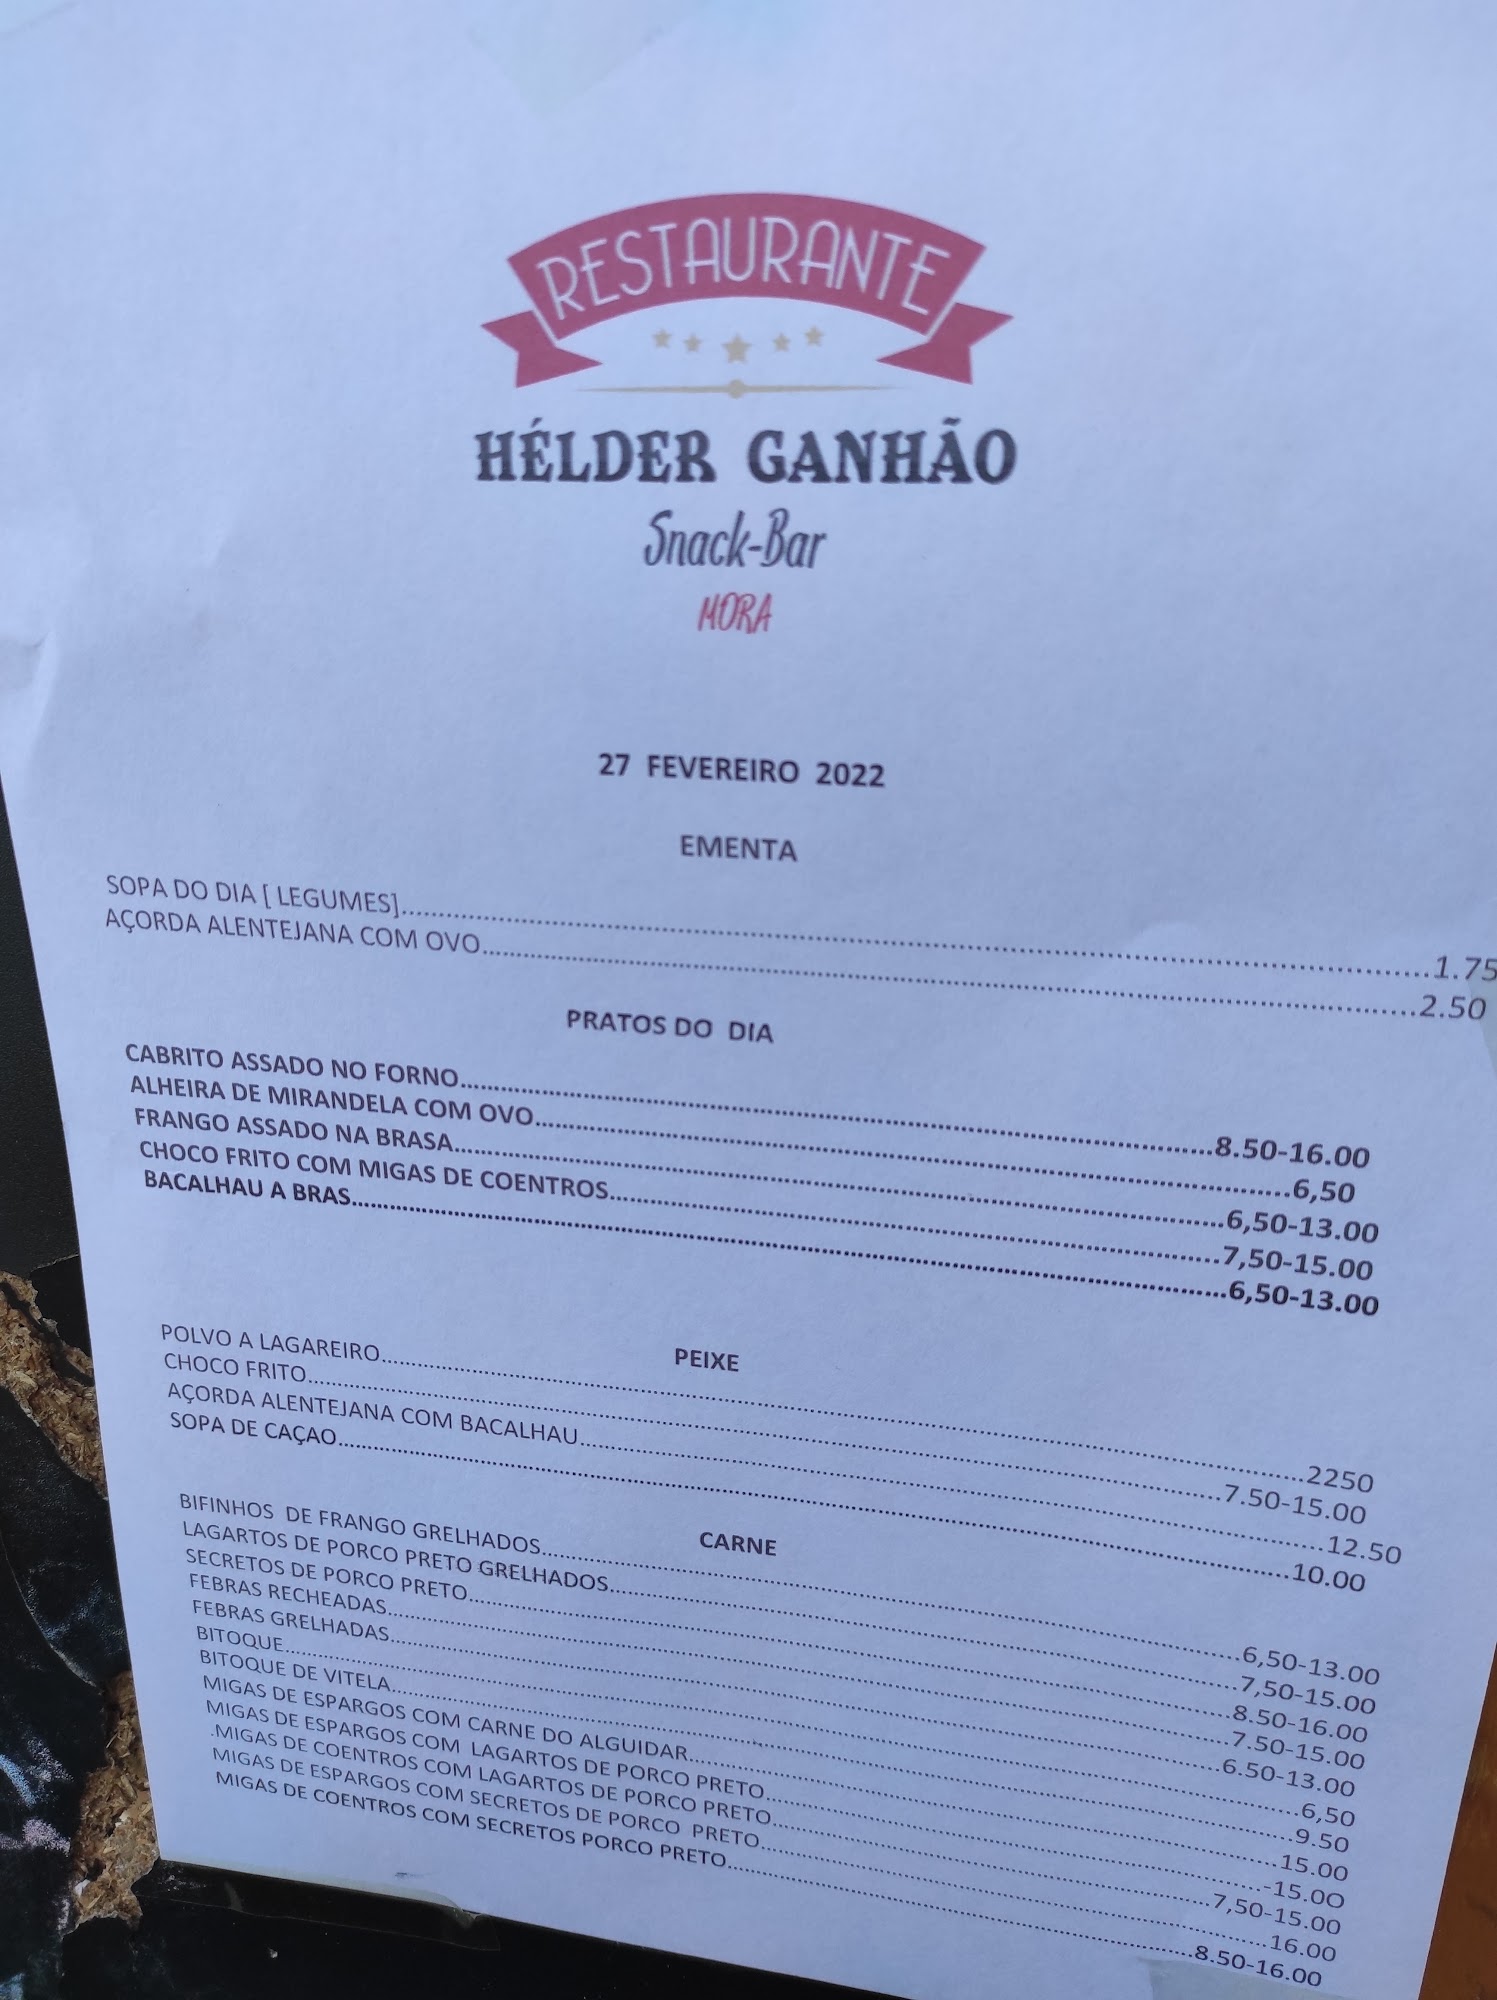 RESTAURANTE
HÉLDER GANHÃO
Snack-Bar
MORA
27 FEVEREIRO 2022
EMENTA
SOPA DO DIA [ LEGUMES]..........1.75
AÇORDA ALENTEJANA COM OVO..........2.50
PRATOS DO DIA
CABRITO ASSADO NO FORNO..........8.50-16.00
ALHEIRA DE MIRANDELA COM OVO..........6,50
FRANGO ASSADO NA BRASA..........6,50-13.00
CHOCO FRITO COM MIGAS DE COENTROS..........7,50-15.00
BACALHAU A BRAS..........6,50-13.00
PEIXE
POLVO A LAGAREIRO..........2250
CHOCO FRITO..........7.50-15.00
AÇORDA ALENTEJANA COM BACALHAU..........12.50
SOPA DE CAÇAO..........10.00
CARNE
BIFINHOS DE FRANGO GRELHADOS..........6,50-13.00
LAGARTOS DE PORCO PRETO GRELHADOS..........7,50-15.00
SECRETOS DE PORCO PRETO..........8.50-16.00
FEBRAS RECHEADAS..........7.50-15.00
FEBRAS GRELHADAS..........6.50-13.00
BITOQUE..........6,50
BITOQUE DE VITELA..........9.50
MIGAS DE ESPARGOS COM CARNE DO ALGUIDAR..........15.00
MIGAS DE ESPARGOS COM LAGARTOS DE PORCO PRETO..........-15.0O
.MIGAS DE COENTROS COM LAGARTOS DE PORCO PRETO..........7,50-15.00
MIGAS DE ESPARGOS COM SECRETOS DE PORCO PRETO..........16.00
MIGAS DE COENTROS COM SECRETOS PORCO PRETO..........8.50-16.00